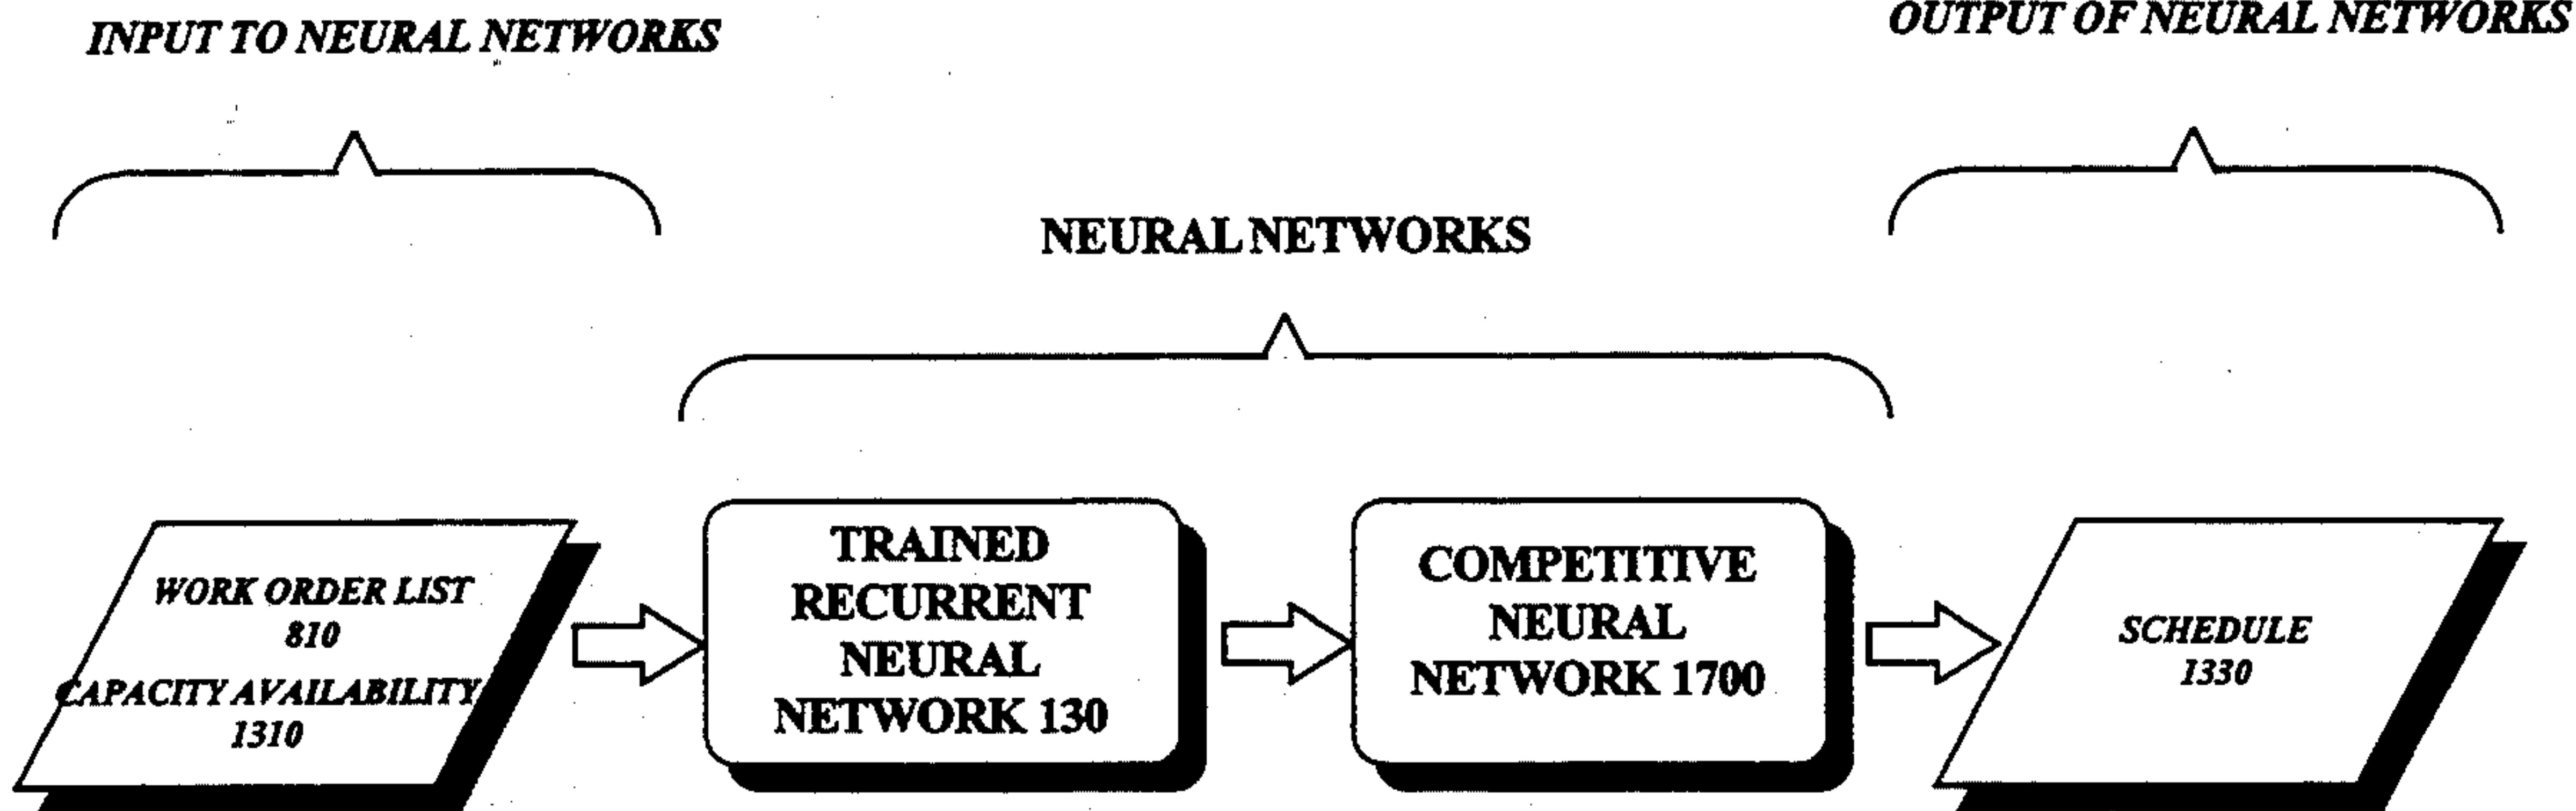 INPUT TO NEURAL NETWORKS
OUTPUT OF NEURAL NETWORKS
NEURAL NETWORKS
WORK ORDER LIST
810
CAPACITY AVAILABILITY
1310
TRAINED
RECURRENT
NEURAL
NETWORK 130
COMPETITIVE
NEURAL
NETWORK 1700
SCHEDULE
1330